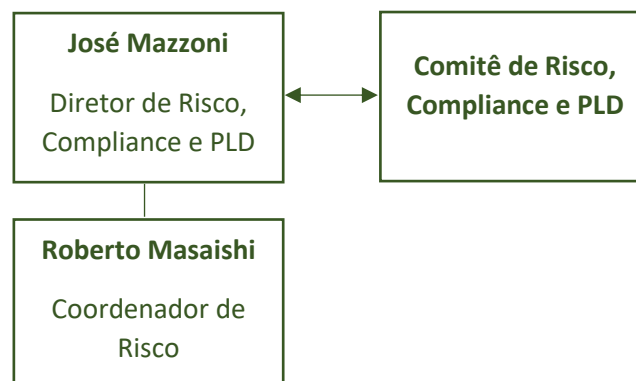 José Mazzoni
Diretor de Risco,
Compliance e PLD
Comitê de Risco,
Compliance e PLD
Roberto Masaishi
Coordenador de
Risco